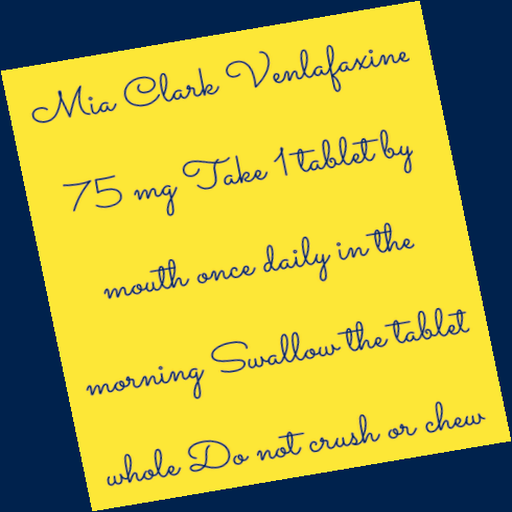 Mia Clark Venlafaxine
75 mg Take 1 tablet by
mouth once daily in the
morning Swallow the tablet
whole Do not crush or chew